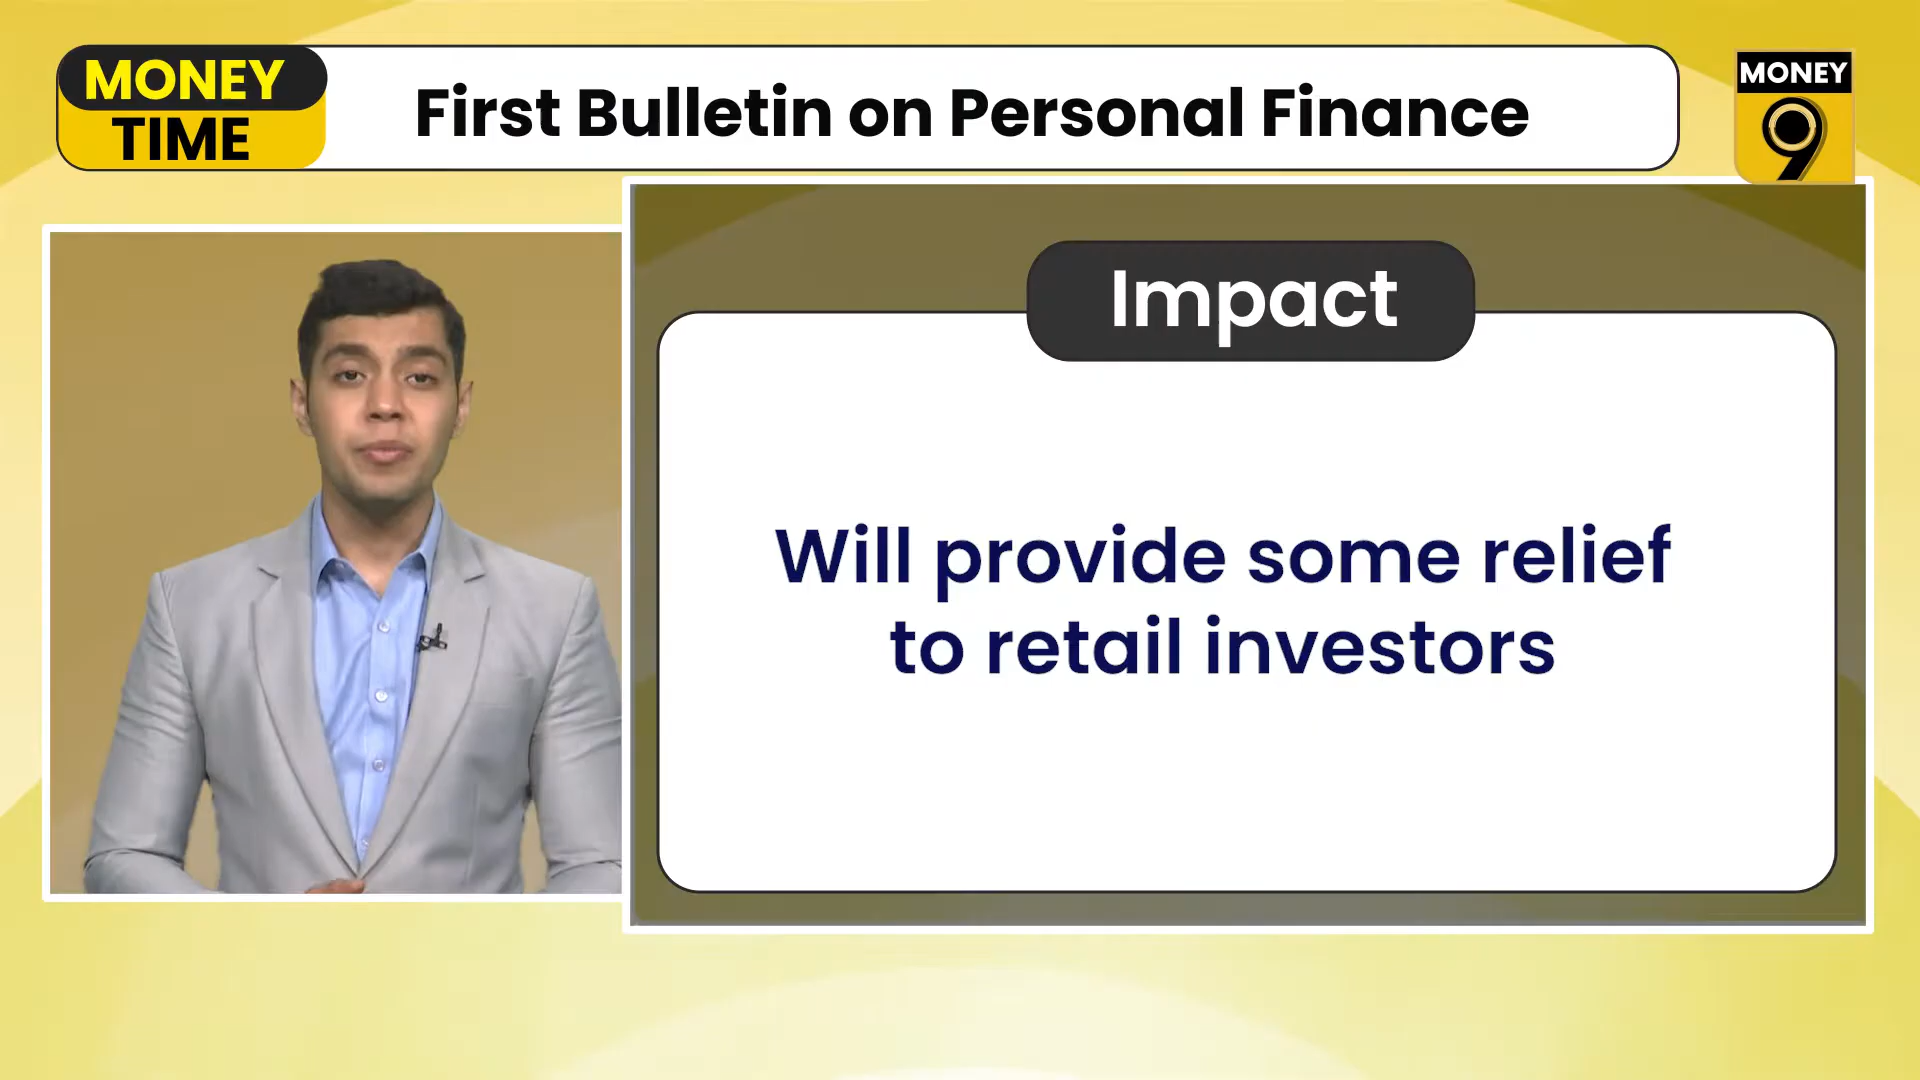 MONEY
TIME
First Bulletin on Personal Finance
MONEY
9
Impact
Will provide some relief
to retail investors